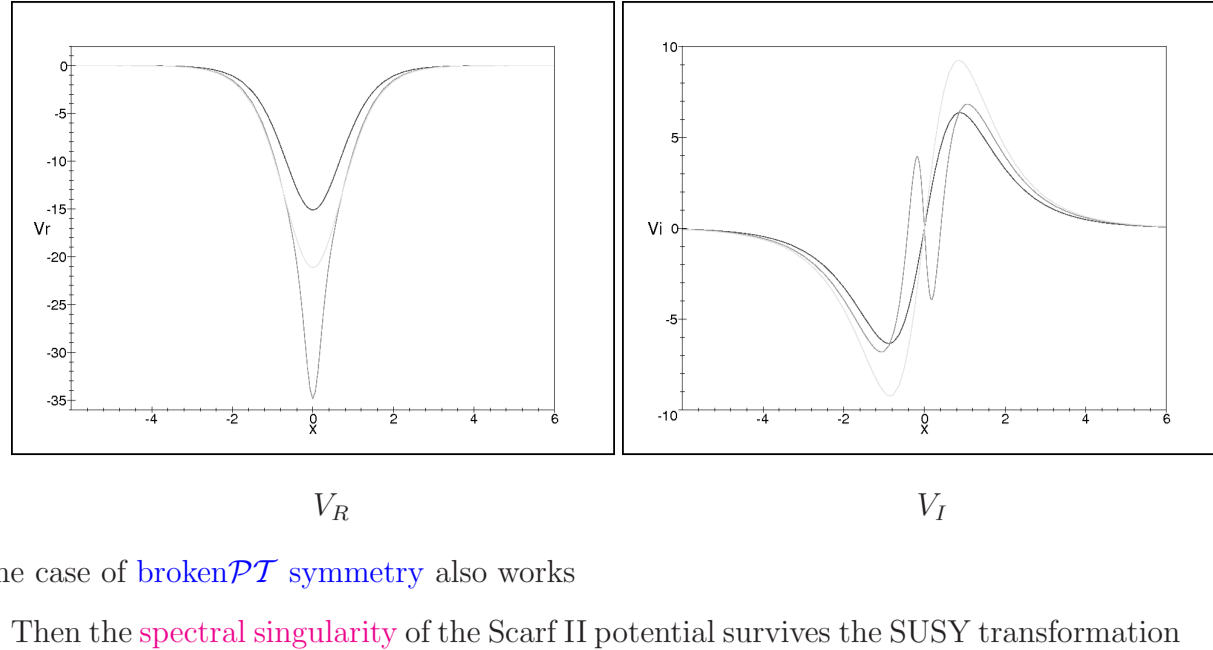 0
-5
-10
-15
Vr
-20
-25
-30
-35
-4 -2 0 2 4 6
x
10
5
Vi 0
-5
-10
-4 -2 0 2 4 6
x
V_R
V_I
he case of broken𝒫𝒯 symmetry also works
Then the spectral singularity of the Scarf II potential survives the SUSY transformation